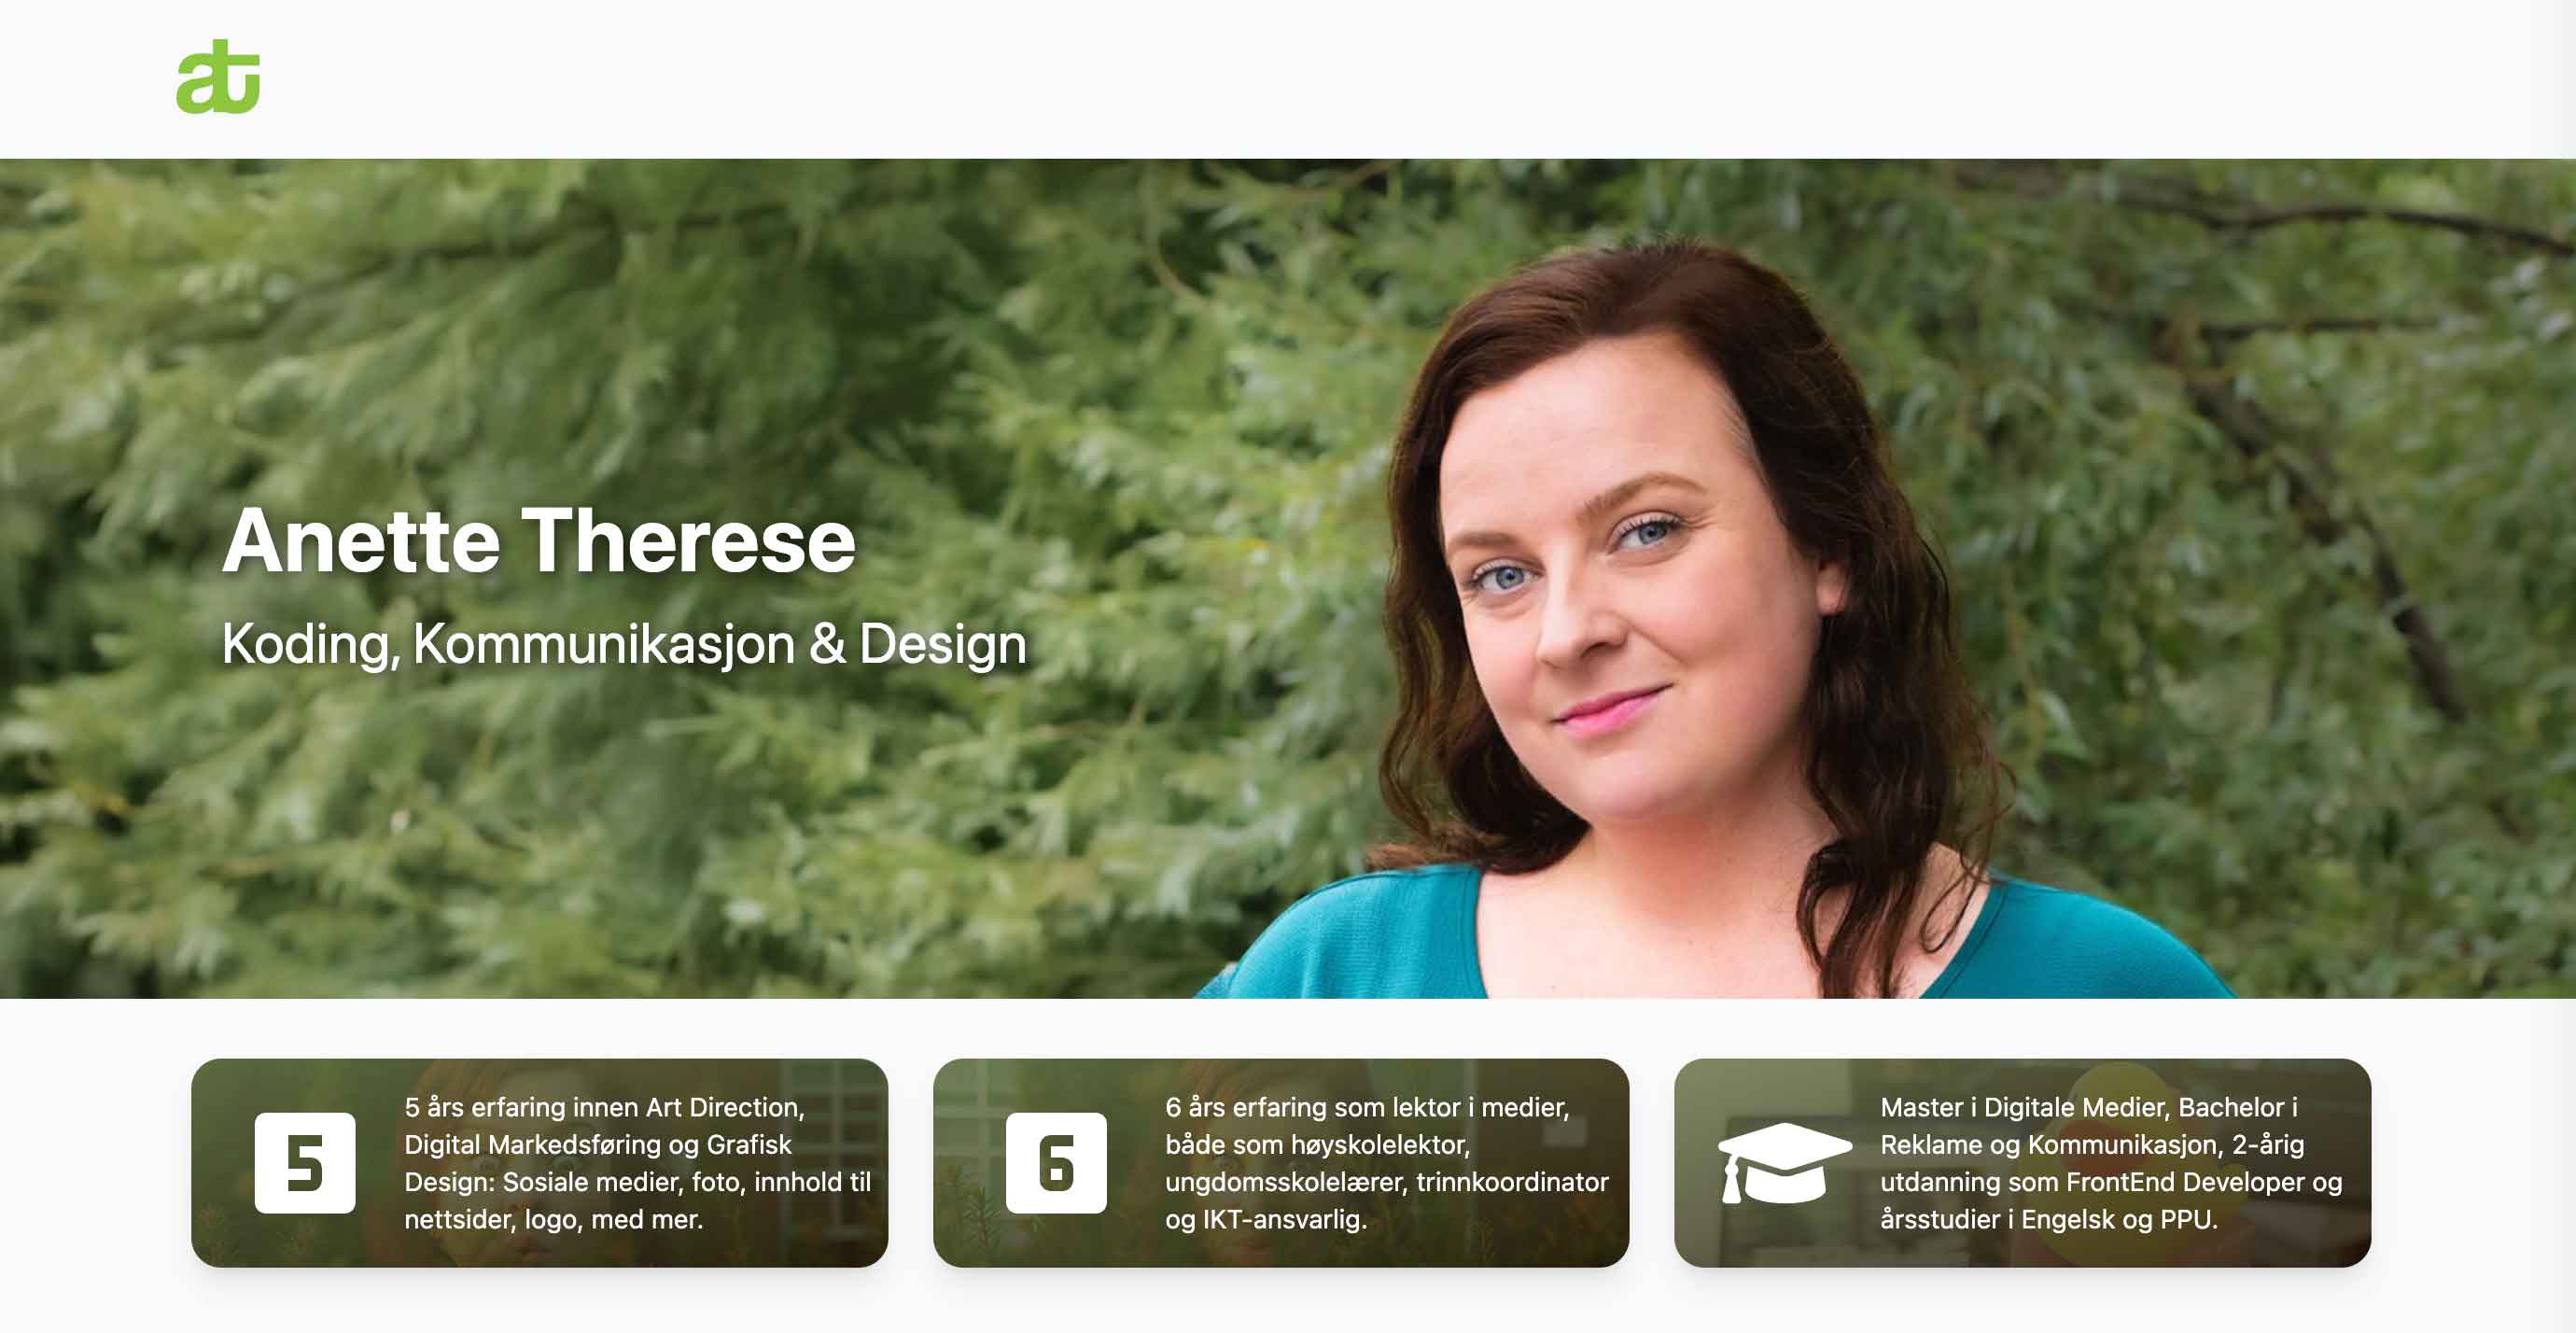 at
Anette Therese
Koding, Kommunikasjon & Design
5
5 års erfaring innen Art Direction,
Digital Markedsføring og Grafisk
Design: Sosiale medier, foto, innhold til
nettsider, logo, med mer.
6
6 års erfaring som lektor i medier,
både som høyskolelektor,
ungdomsskolelærer, trinnkoordinator
og IKT-ansvarlig.
Master i Digitale Medier, Bachelor i
Reklame og Kommunikasjon, 2-årig
utdanning som FrontEnd Developer og
årsstudier i Engelsk og PPU.